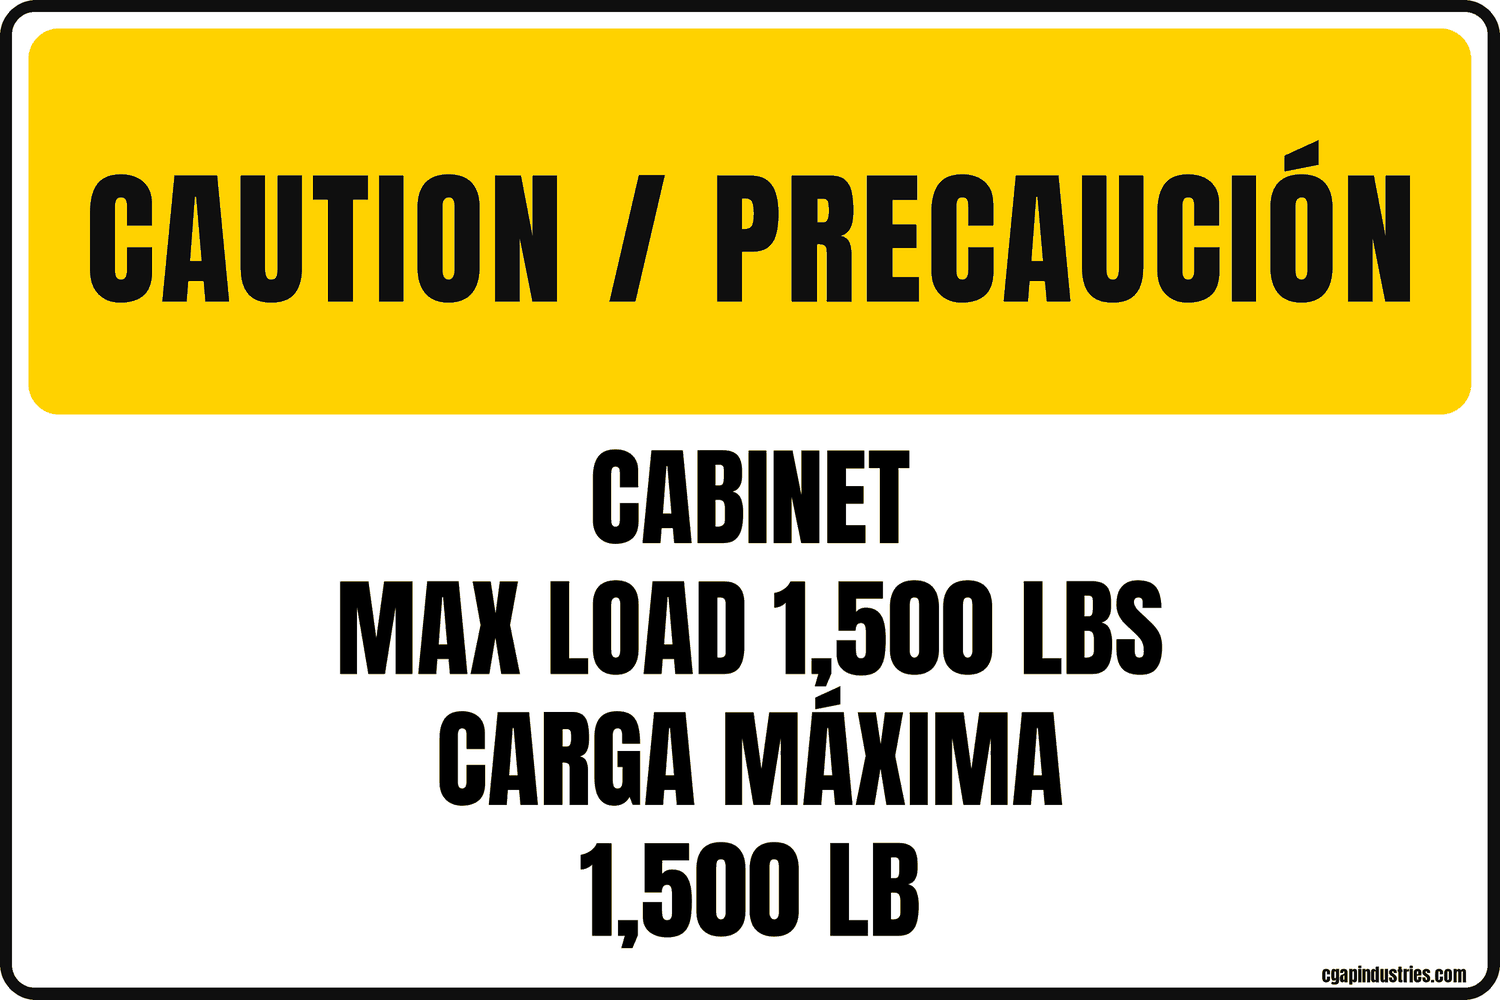 CAUTION / PRECAUCIÓN
CABINET
MAX LOAD 1,500 LBS
CARGA MÁXIMA
1,500 LB
cgapindustries.com